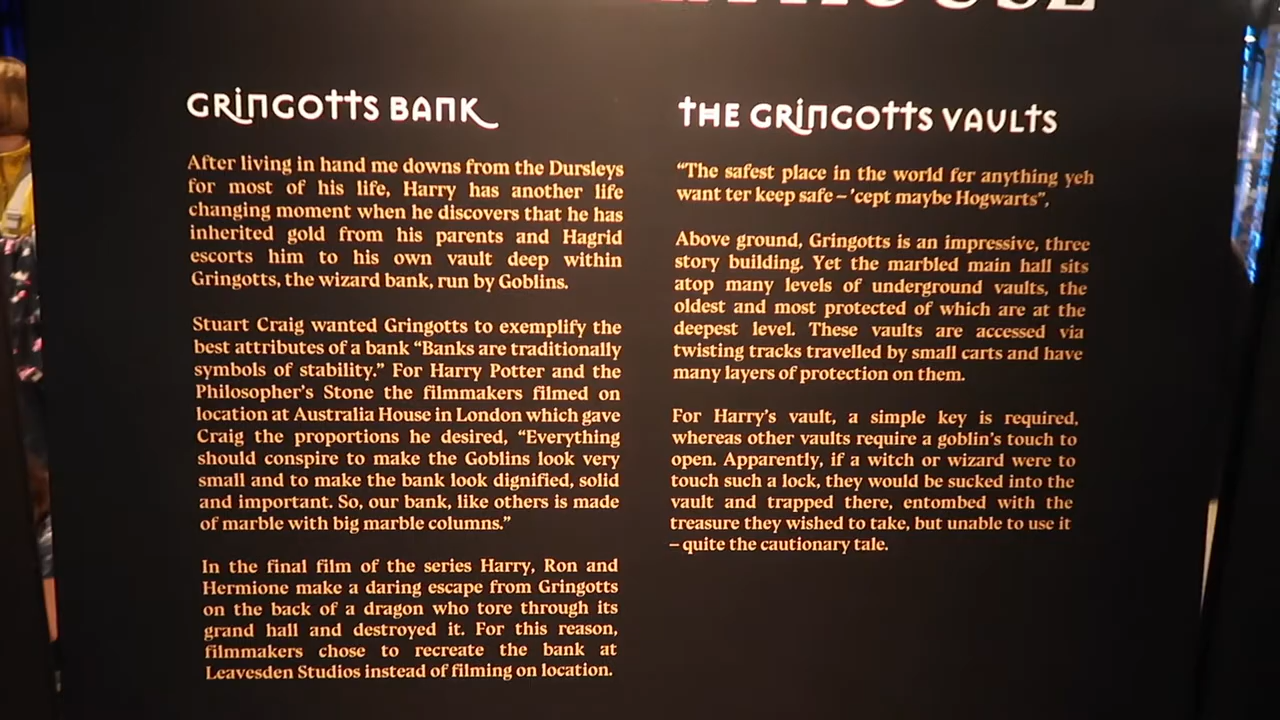 GRINGOTTS BANK
After living in hand me downs from the Dursleys
for most of his life, Harry has another life
changing moment when he discovers that he has
inherited gold from his parents and Hagrid
escorts him to his own vault deep within
Gringotts, the wizard bank, run by Goblins.
Stuart Craig wanted Gringotts to exemplify the
best attributes of a bank “Banks are traditionally
symbols of stability.” For Harry Potter and the
Philosopher’s Stone the filmmakers filmed on
location at Australia House in London which gave
Craig the proportions he desired, “Everything
should conspire to make the Goblins look very
small and to make the bank look dignified, solid
and important. So, our bank, like others is made
of marble with big marble columns.”
In the final film of the series Harry, Ron and
Hermione make a daring escape from Gringotts
on the back of a dragon who tore through its
grand hall and destroyed it. For this reason,
filmmakers chose to recreate the bank at
Leavesden Studios instead of filming on location.
THE GRINGOTTS VAULTS
“The safest place in the world fer anything yeh
want ter keep safe – ’cept maybe Hogwarts”,
Above ground, Gringotts is an impressive, three
story building. Yet the marbled main hall sits
atop many levels of underground vaults, the
oldest and most protected of which are at the
deepest level. These vaults are accessed via
twisting tracks travelled by small carts and have
many layers of protection on them.
For Harry’s vault, a simple key is required,
whereas other vaults require a goblin’s touch to
open. Apparently, if a witch or wizard were to
touch such a lock, they would be sucked into the
vault and trapped there, entombed with the
treasure they wished to take, but unable to use it
– quite the cautionary tale.